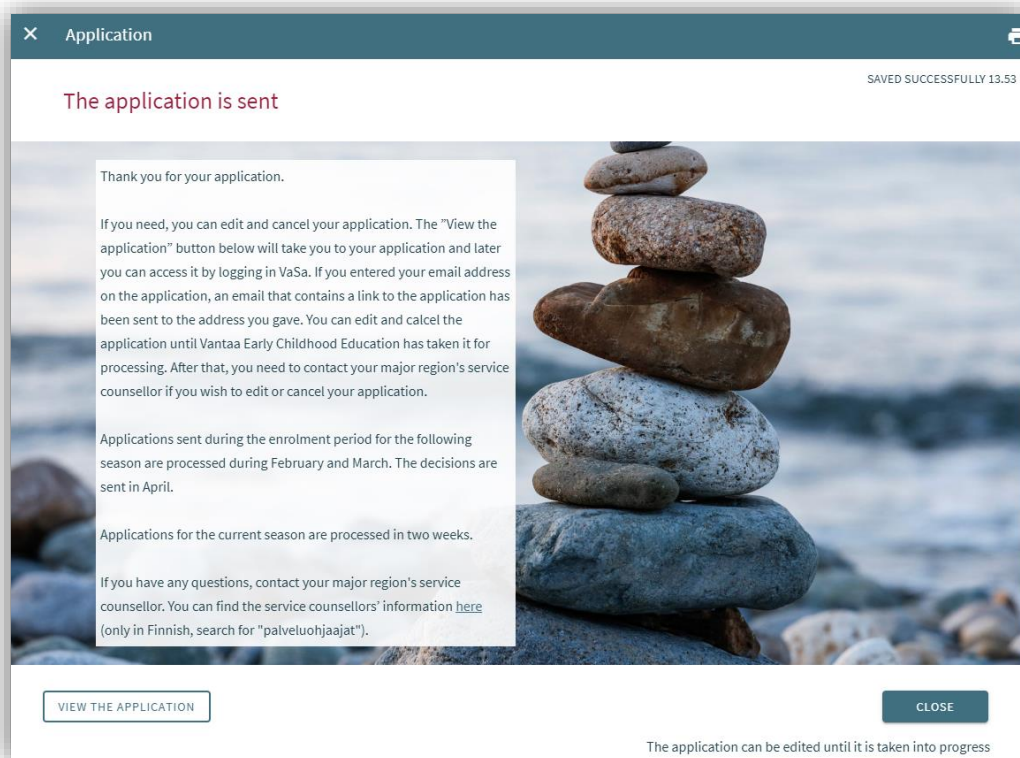 Application
SAVED SUCCESSFULLY 13.53
The application is sent
Thank you for your application.
If you need, you can edit and cancel your application. The ”View the
application” button below will take you to your application and later
you can access it by logging in VaSa. If you entered your email address
on the application, an email that contains a link to the application has
been sent to the address you gave. You can edit and calcel the
application until Vantaa Early Childhood Education has taken it for
processing. After that, you need to contact your major region's service
counsellor if you wish to edit or cancel your application.
Applications sent during the enrolment period for the following
season are processed during February and March. The decisions are
sent in April.
Applications for the current season are processed in two weeks.
If you have any questions, contact your major region's service
counsellor. You can find the service counsellors' information here
(only in Finnish, search for "palveluohjaajat").
VIEW THE APPLICATION
CLOSE
The application can be edited until it is taken into progress